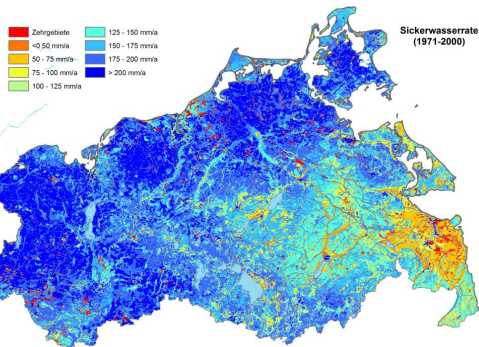 Zehrgebiete
<0,50 mm/a
50 - 75 mm/a
75 - 100 mm/a
100 - 125 mm/a
125 - 150 mm/a
150 - 175 mm/a
175 - 200 mm/a
> 200 mm/a
Sickerwasserrate
(1971-2000)